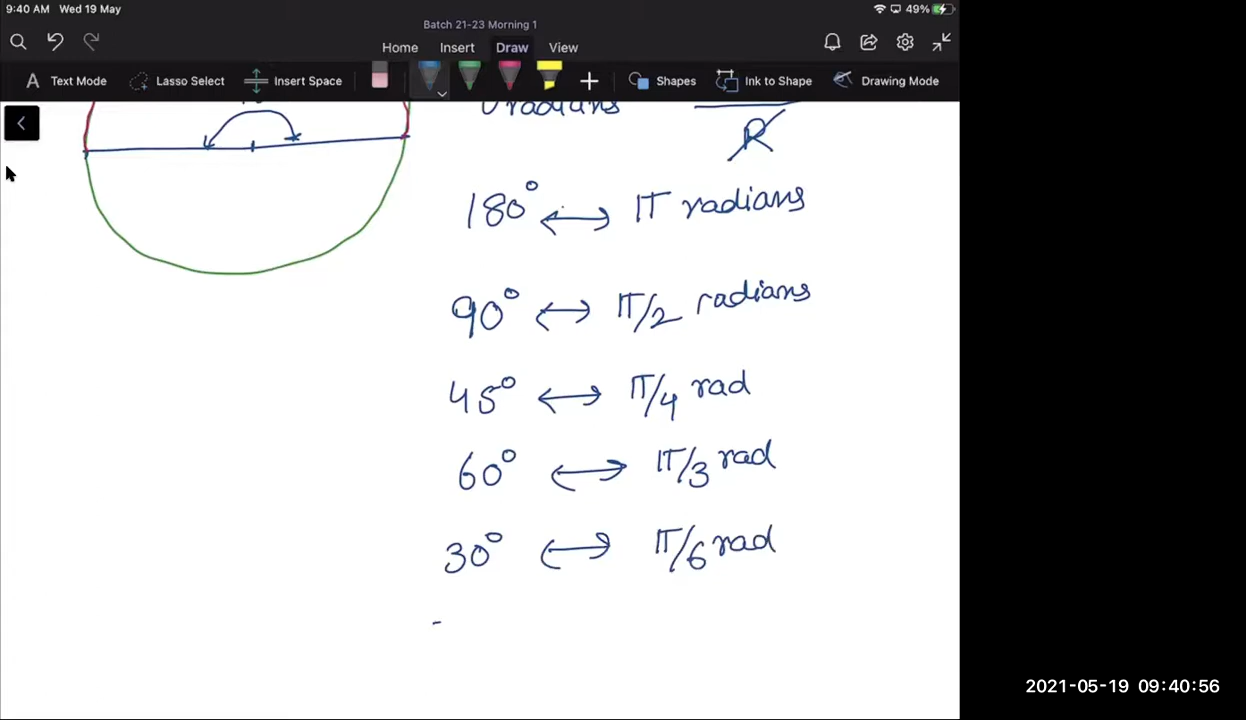 9:40 AM Wed 19 May
49%
Batch 21-23 Morning 1
Home Insert Draw View
Text Mode Lasso Select Insert Space Shapes Ink to Shape Drawing Mode
θ radians
R
180° ↔ π radians
90° ↔ π/2 radians
45° ↔ π/4 rad
60° ↔ π/3 rad
30° ↔ π/6 rad
2021-05-19 09:40:56